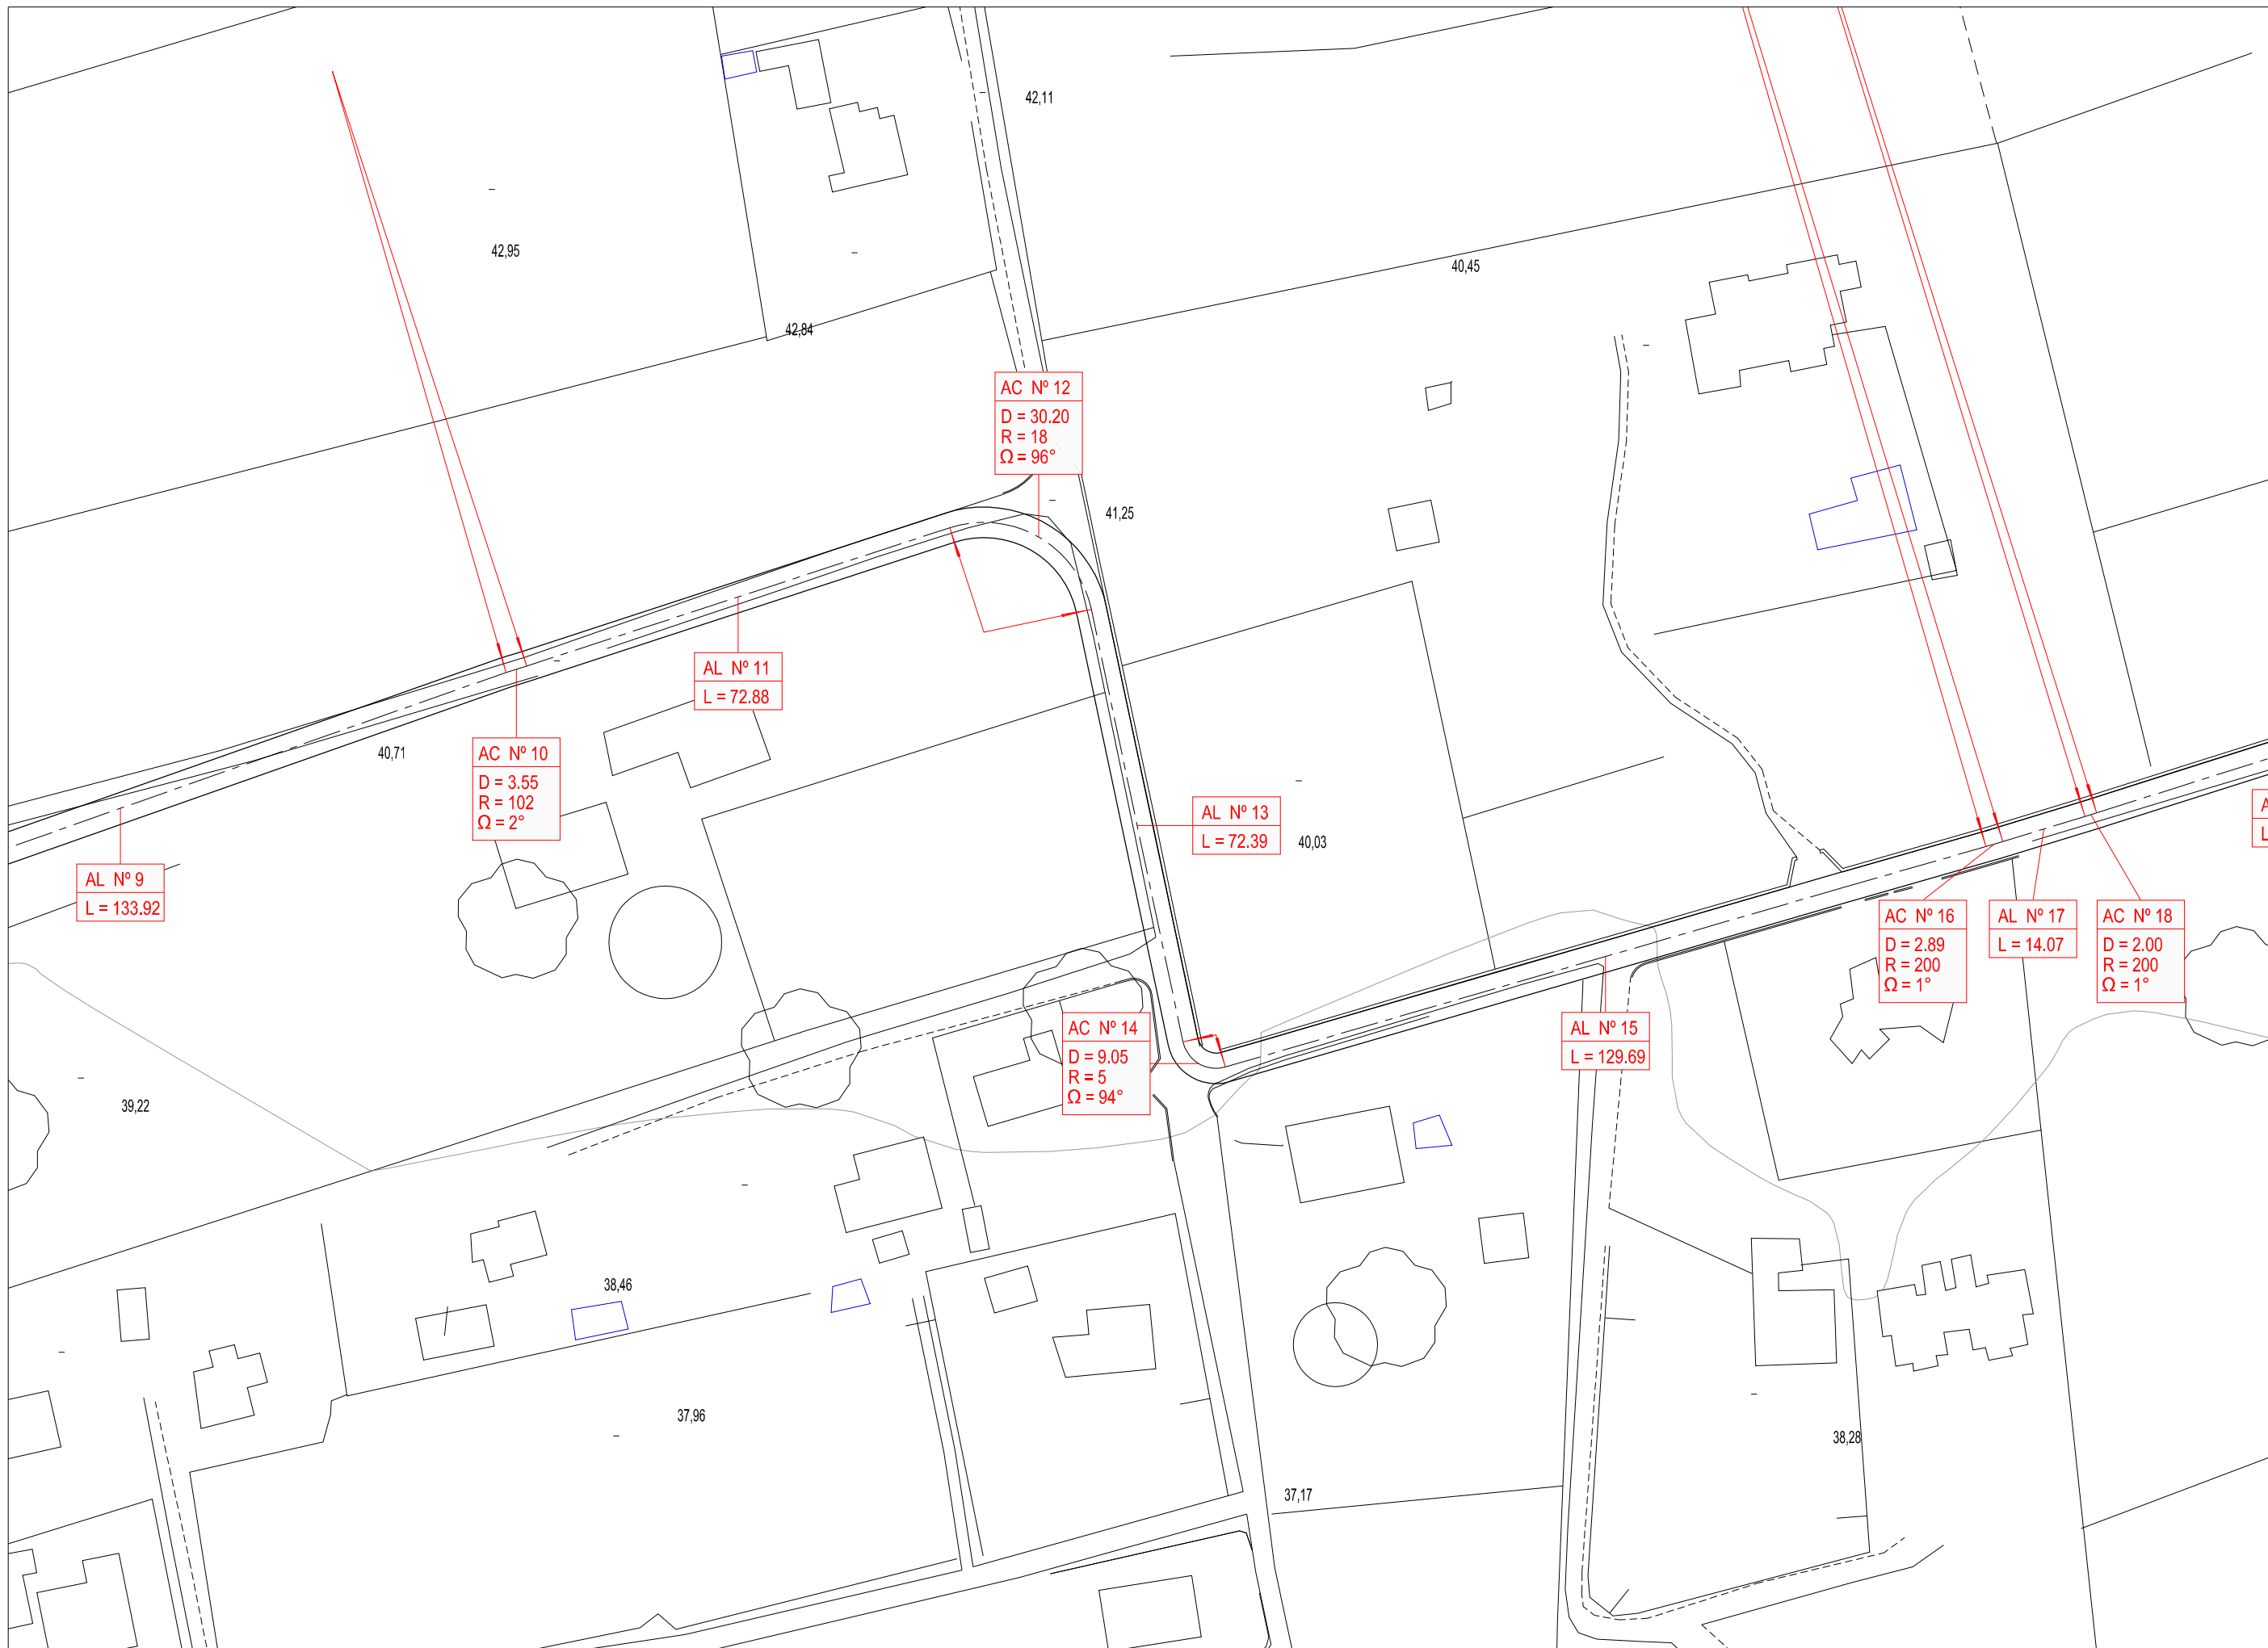 42,11
42,95
40,45
42,84
AC Nº 12
D = 30.20
R = 18
Ω = 96°
41,25
AL Nº 11
L = 72.88
40,71
AC Nº 10
D = 3.55
R = 102
Ω = 2°
AL Nº 13
L = 72.39
40,03
AL Nº 9
L = 133.92
AC Nº 16
D = 2.89
R = 200
Ω = 1°
AL Nº 17
L = 14.07
AC Nº 18
D = 2.00
R = 200
Ω = 1°
AC Nº 14
D = 9.05
R = 5
Ω = 94°
AL Nº 15
L = 129.69
39,22
38,46
37,96
38,28
37,17